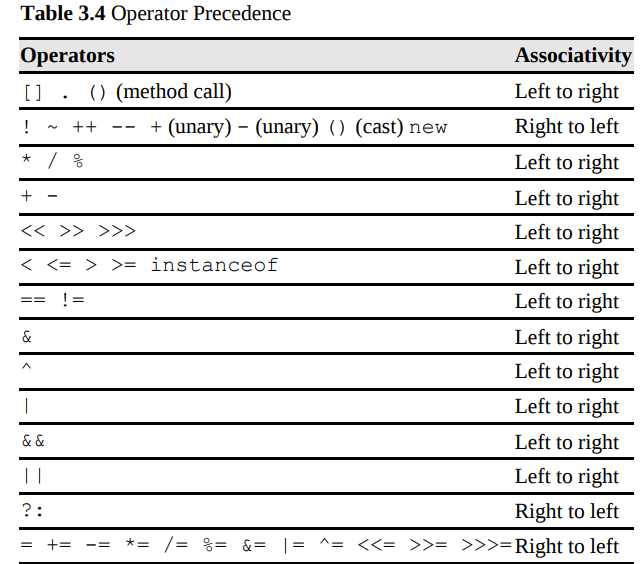 Table 3.4 Operator Precedence
Operators Associativity
[] . () (method call) Left to right
! ~ ++ -- + (unary) – (unary) () (cast) new Right to left
* / % Left to right
+ - Left to right
<< >> >>> Left to right
< <= > >= instanceof Left to right
== != Left to right
& Left to right
^ Left to right
| Left to right
&& Left to right
|| Left to right
?: Right to left
= += -= *= /= %= &= |= ^= <<= >>= >>>= Right to left